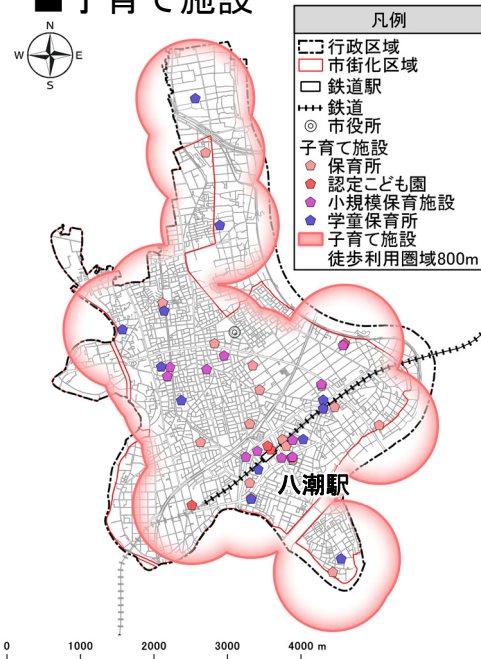 ■子育て施設
N
W E
S
凡例
行政区域
市街化区域
鉄道駅
鉄道
市役所
子育て施設
保育所
認定こども園
小規模保育施設
学童保育所
子育て施設
徒歩利用圏域800m
八潮駅
0 1000 2000 3000 4000 m